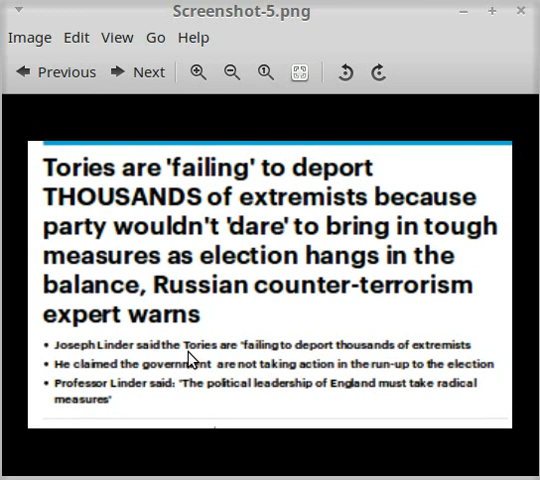 Screenshot-5.png
Image Edit View Go Help
Previous Next
Tories are 'failing' to deport
THOUSANDS of extremists because
party wouldn't 'dare' to bring in tough
measures as election hangs in the
balance, Russian counter-terrorism
expert warns
• Joseph Linder said the Tories are 'failing to deport thousands of extremists
• He claimed the government are not taking action in the run-up to the election
• Professor Linder said: 'The political leadership of England must take radical
measures'